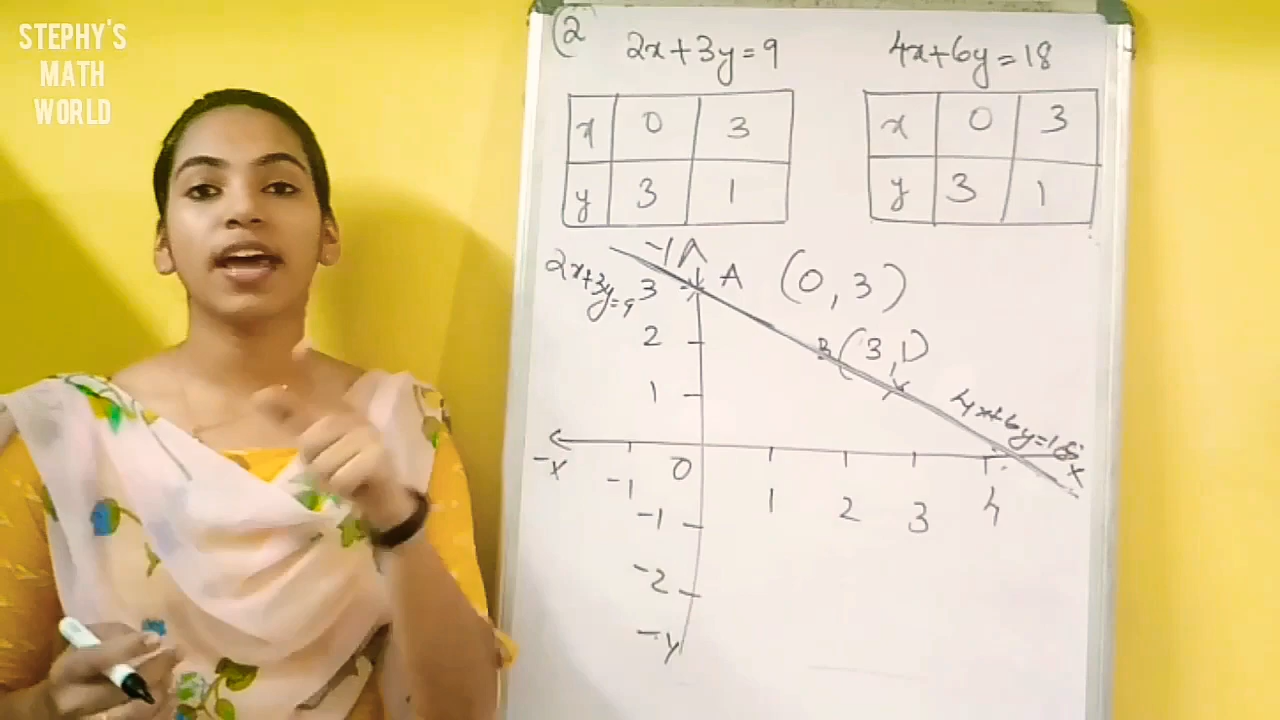 STEPHY'S
MATH
WORLD
(2
2x+3y=9
4x+6y=18
x 0 3
y 3 1
x 0 3
y 3 1
2x+3y=9
3
A (0,3)
2
B (3,1)
1
4x+6y=18
-x
-1
0
1
2
3
4
x
-1
-2
-y